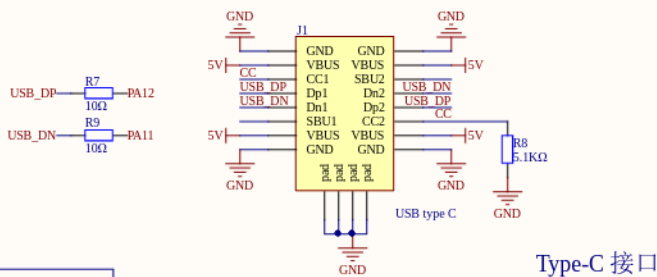 GND
J1
GND
GND GND
5V VBUS VBUS 5V
CC CC1 SBU2
USB_DP Dp1 Dn2 USB_DN
USB_DN Dn1 Dp2 USB_DP
SBU1 CC2 CC
5V VBUS VBUS 5V
GND GND
GND
GND
pad pad pad pad
R7
USB_DP PA12
10Ω
R9
USB_DN PA11
10Ω
R8
5.1KΩ
GND
USB type C
GND
Type-C 接口